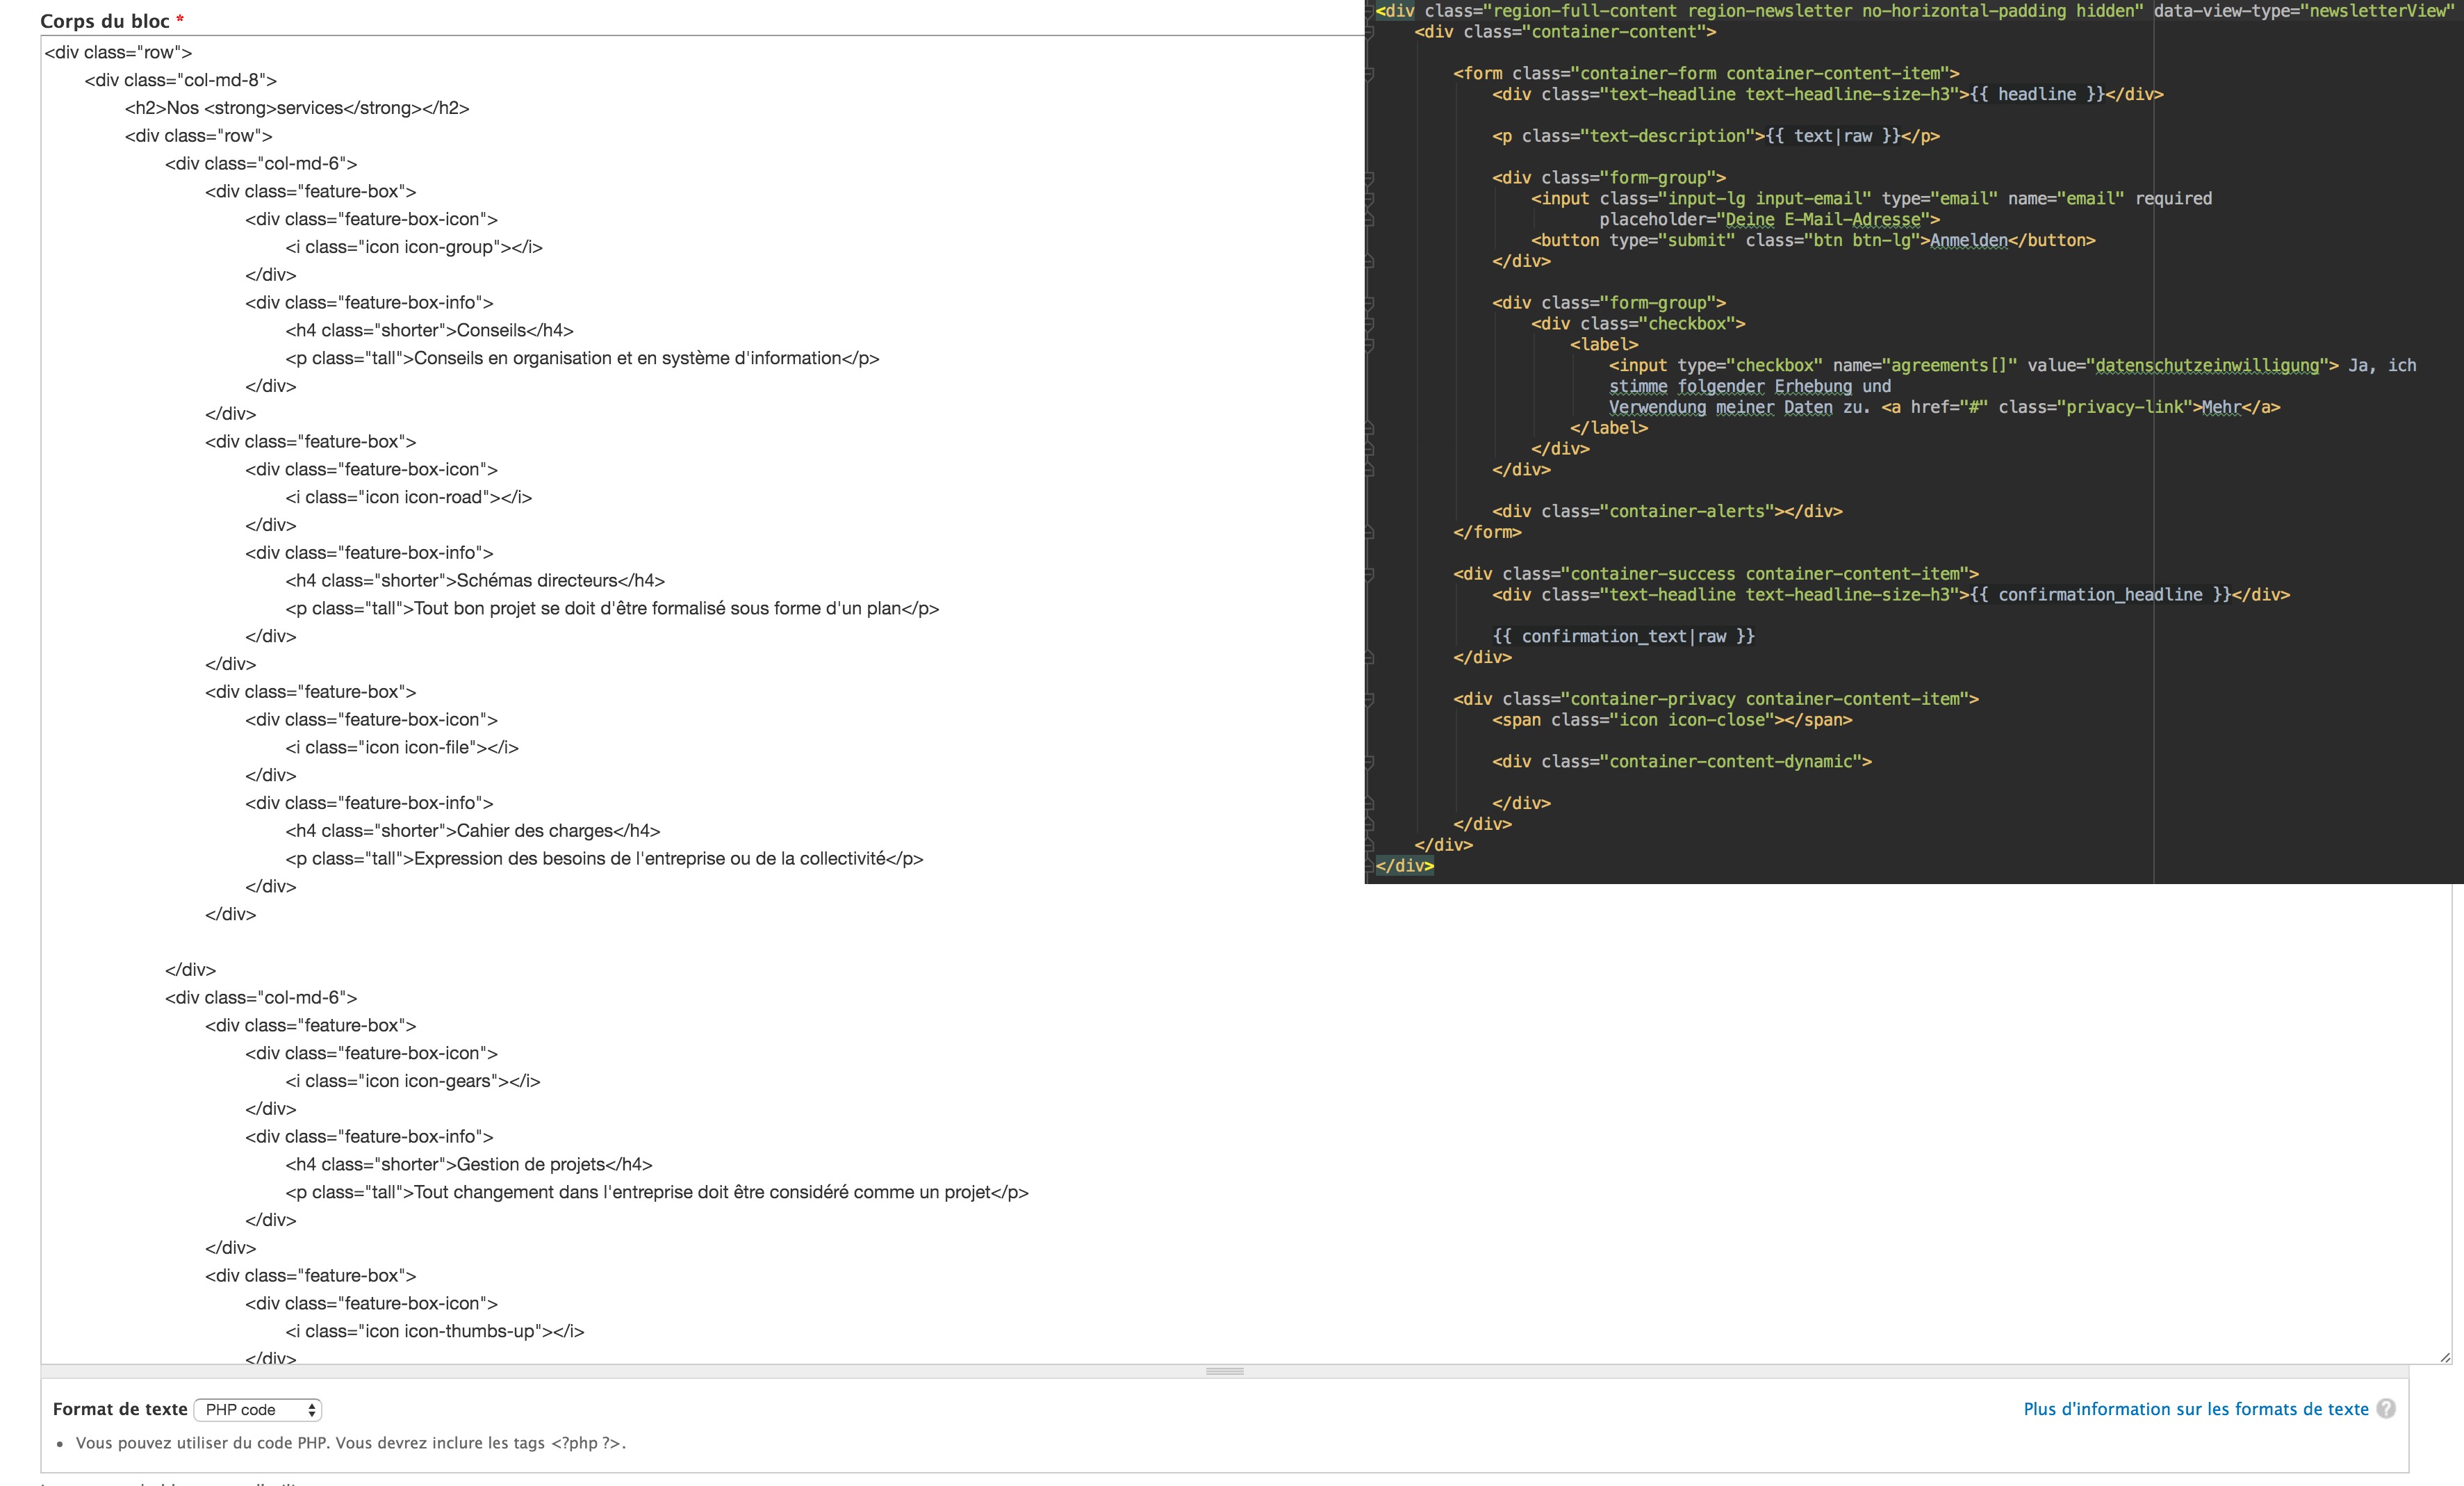 Corps du bloc *
<div class="row">
<div class="col-md-8">
<h2>Nos <strong>services</strong></h2>
<div class="row">
<div class="col-md-6">
<div class="feature-box">
<div class="feature-box-icon">
<i class="icon icon-group"></i>
</div>
<div class="feature-box-info">
<h4 class="shorter">Conseils</h4>
<p class="tall">Conseils en organisation et en système d'information</p>
</div>
</div>
<div class="feature-box">
<div class="feature-box-icon">
<i class="icon icon-road"></i>
</div>
<div class="feature-box-info">
<h4 class="shorter">Schémas directeurs</h4>
<p class="tall">Tout bon projet se doit d'être formalisé sous forme d'un plan</p>
</div>
</div>
<div class="feature-box">
<div class="feature-box-icon">
<i class="icon icon-file"></i>
</div>
<div class="feature-box-info">
<h4 class="shorter">Cahier des charges</h4>
<p class="tall">Expression des besoins de l'entreprise ou de la collectivité</p>
</div>
</div>
</div>
<div class="col-md-6">
<div class="feature-box">
<div class="feature-box-icon">
<i class="icon icon-gears"></i>
</div>
<div class="feature-box-info">
<h4 class="shorter">Gestion de projets</h4>
<p class="tall">Tout changement dans l'entreprise doit être considéré comme un projet</p>
</div>
</div>
<div class="feature-box">
<div class="feature-box-icon">
<i class="icon icon-thumbs-up"></i>
</div>
<div class="region-full-content region-newsletter no-horizontal-padding hidden" data-view-type="newsletterView"
<div class="container-content">
<form class="container-form container-content-item">
<div class="text-headline text-headline-size-h3">{{ headline }}</div>
<p class="text-description">{{ text|raw }}</p>
<div class="form-group">
<input class="input-lg input-email" type="email" name="email" required
placeholder="Deine E-Mail-Adresse">
<button type="submit" class="btn btn-lg">Anmelden</button>
</div>
<div class="form-group">
<div class="checkbox">
<label>
<input type="checkbox" name="agreements[]" value="datenschutzeinwilligung"> Ja, ich
stimme folgender Erhebung und
Verwendung meiner Daten zu. <a href="#" class="privacy-link">Mehr</a>
</label>
</div>
</div>
<div class="container-alerts"></div>
</form>
<div class="container-success container-content-item">
<div class="text-headline text-headline-size-h3">{{ confirmation_headline }}</div>
{{ confirmation_text|raw }}
</div>
<div class="container-privacy container-content-item">
<span class="icon icon-close"></span>
<div class="container-content-dynamic">
</div>
</div>
</div>
</div>
Format de texte PHP code
Plus d'information sur les formats de texte ?
• Vous pouvez utiliser du code PHP. Vous devrez inclure les tags <?php ?>.